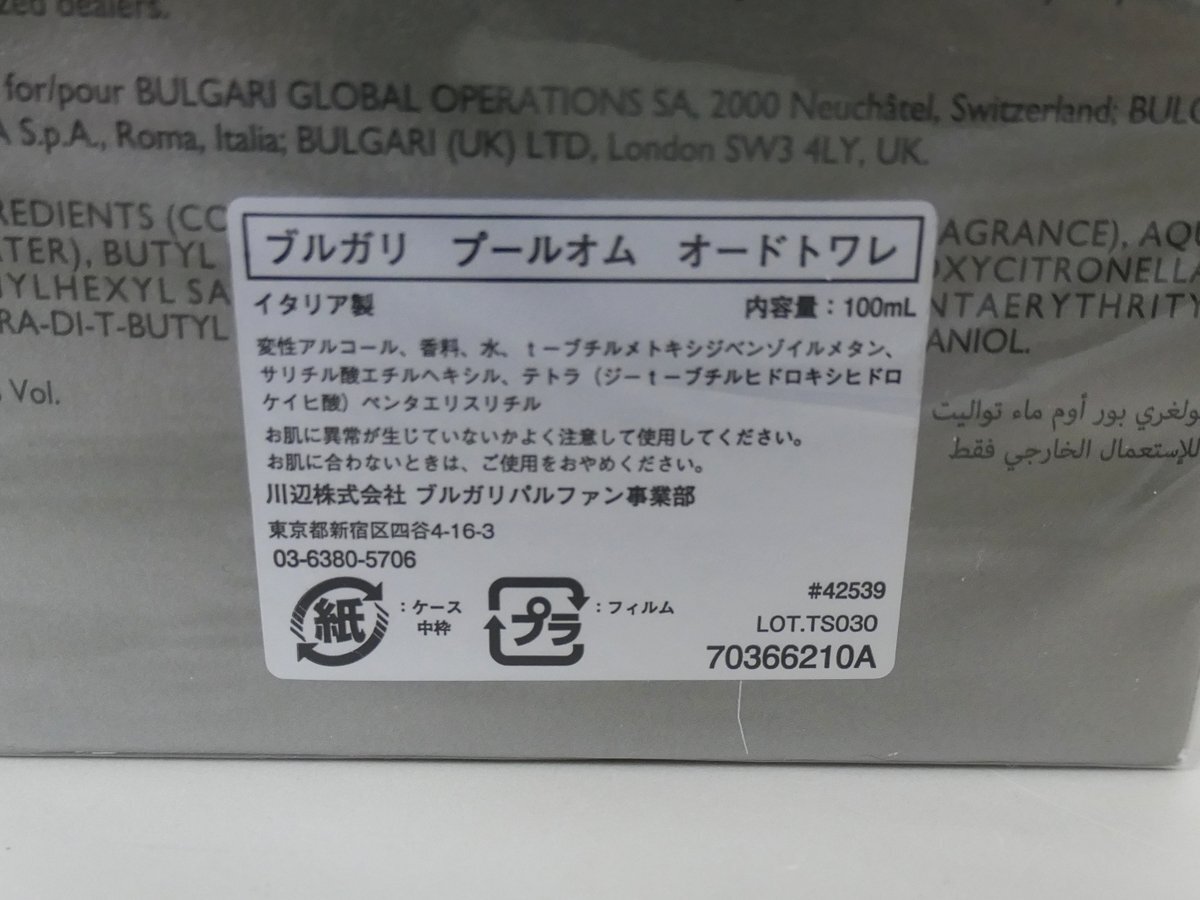 zed dealers.
for/pour BULGARI GLOBAL OPERATIONS SA, 2000 Neuchâtel, Switzerland; BULG
A S.p.A., Roma, Italia; BULGARI (UK) LTD, London SW3 4LY, UK.
REDIENTS (CO
AGRANCE), AQU
TER), BUTYL
OXYCITRONELLA
YLHEXYL SA
NTAERYTHRITY
RA-DI-T-BUTYL
ANIOL.
Vol.
ولغري بور أوم ماء تواليت
للإستعمال الخارجي فقط
ブルガリ プールオム オードトワレ
イタリア製 内容量：100mL
変性アルコール、香料、水、ｔーブチルメトキシジベンゾイルメタン、
サリチル酸エチルヘキシル、テトラ（ジーｔーブチルヒドロキシヒドロ
ケイヒ酸）ペンタエリスリチル
お肌に異常が生じていないかよく注意して使用してください。
お肌に合わないときは、ご使用をおやめください。
川辺株式会社 ブルガリパルファン事業部
東京都新宿区四谷4-16-3
03-6380-5706
紙 ：ケース
中枠
プラ ：フィルム
#42539
LOT.TS030
70366210A